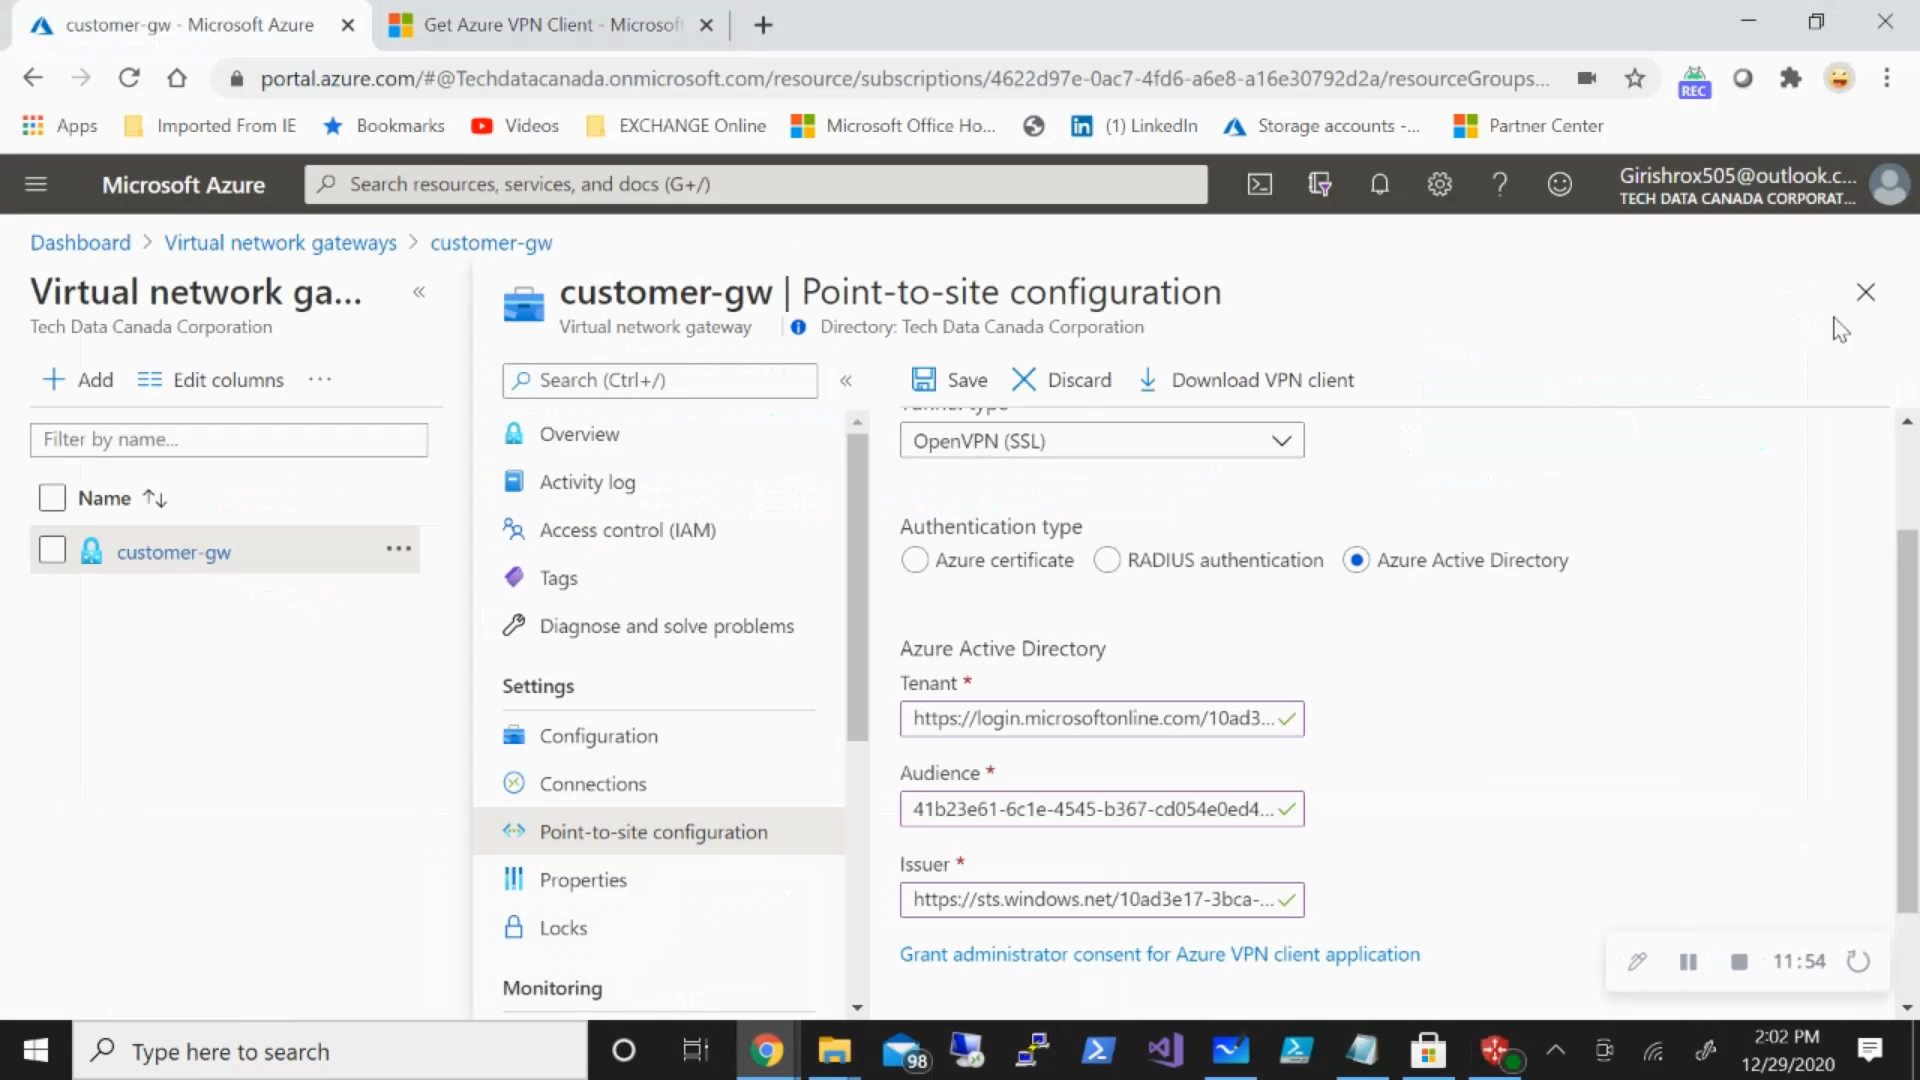 customer-gw - Microsoft Azure
Get Azure VPN Client - Microsof
portal.azure.com/#@Techdatacanada.onmicrosoft.com/resource/subscriptions/4622d97e-0ac7-4fd6-a6e8-a16e30792d2a/resourceGroups...
REC
Apps
Imported From IE
Bookmarks
Videos
EXCHANGE Online
Microsoft Office Ho...
(1) LinkedIn
Storage accounts -...
Partner Center
Microsoft Azure
Search resources, services, and docs (G+/)
Girishrox505@outlook.c...
TECH DATA CANADA CORPORAT...
Dashboard > Virtual network gateways > customer-gw
Virtual network ga...
Tech Data Canada Corporation
Add
Edit columns
Filter by name...
Name
customer-gw
customer-gw | Point-to-site configuration
Virtual network gateway
Directory: Tech Data Canada Corporation
Search (Ctrl+/)
Overview
Activity log
Access control (IAM)
Tags
Diagnose and solve problems
Settings
Configuration
Connections
Point-to-site configuration
Properties
Locks
Monitoring
Save
Discard
Download VPN client
Tunnel type
OpenVPN (SSL)
Authentication type
Azure certificate
RADIUS authentication
Azure Active Directory
Azure Active Directory
Tenant *
https://login.microsoftonline.com/10ad3...
Audience *
41b23e61-6c1e-4545-b367-cd054e0ed4...
Issuer *
https://sts.windows.net/10ad3e17-3bca-...
Grant administrator consent for Azure VPN client application
11:54
Type here to search
98
2:02 PM
12/29/2020